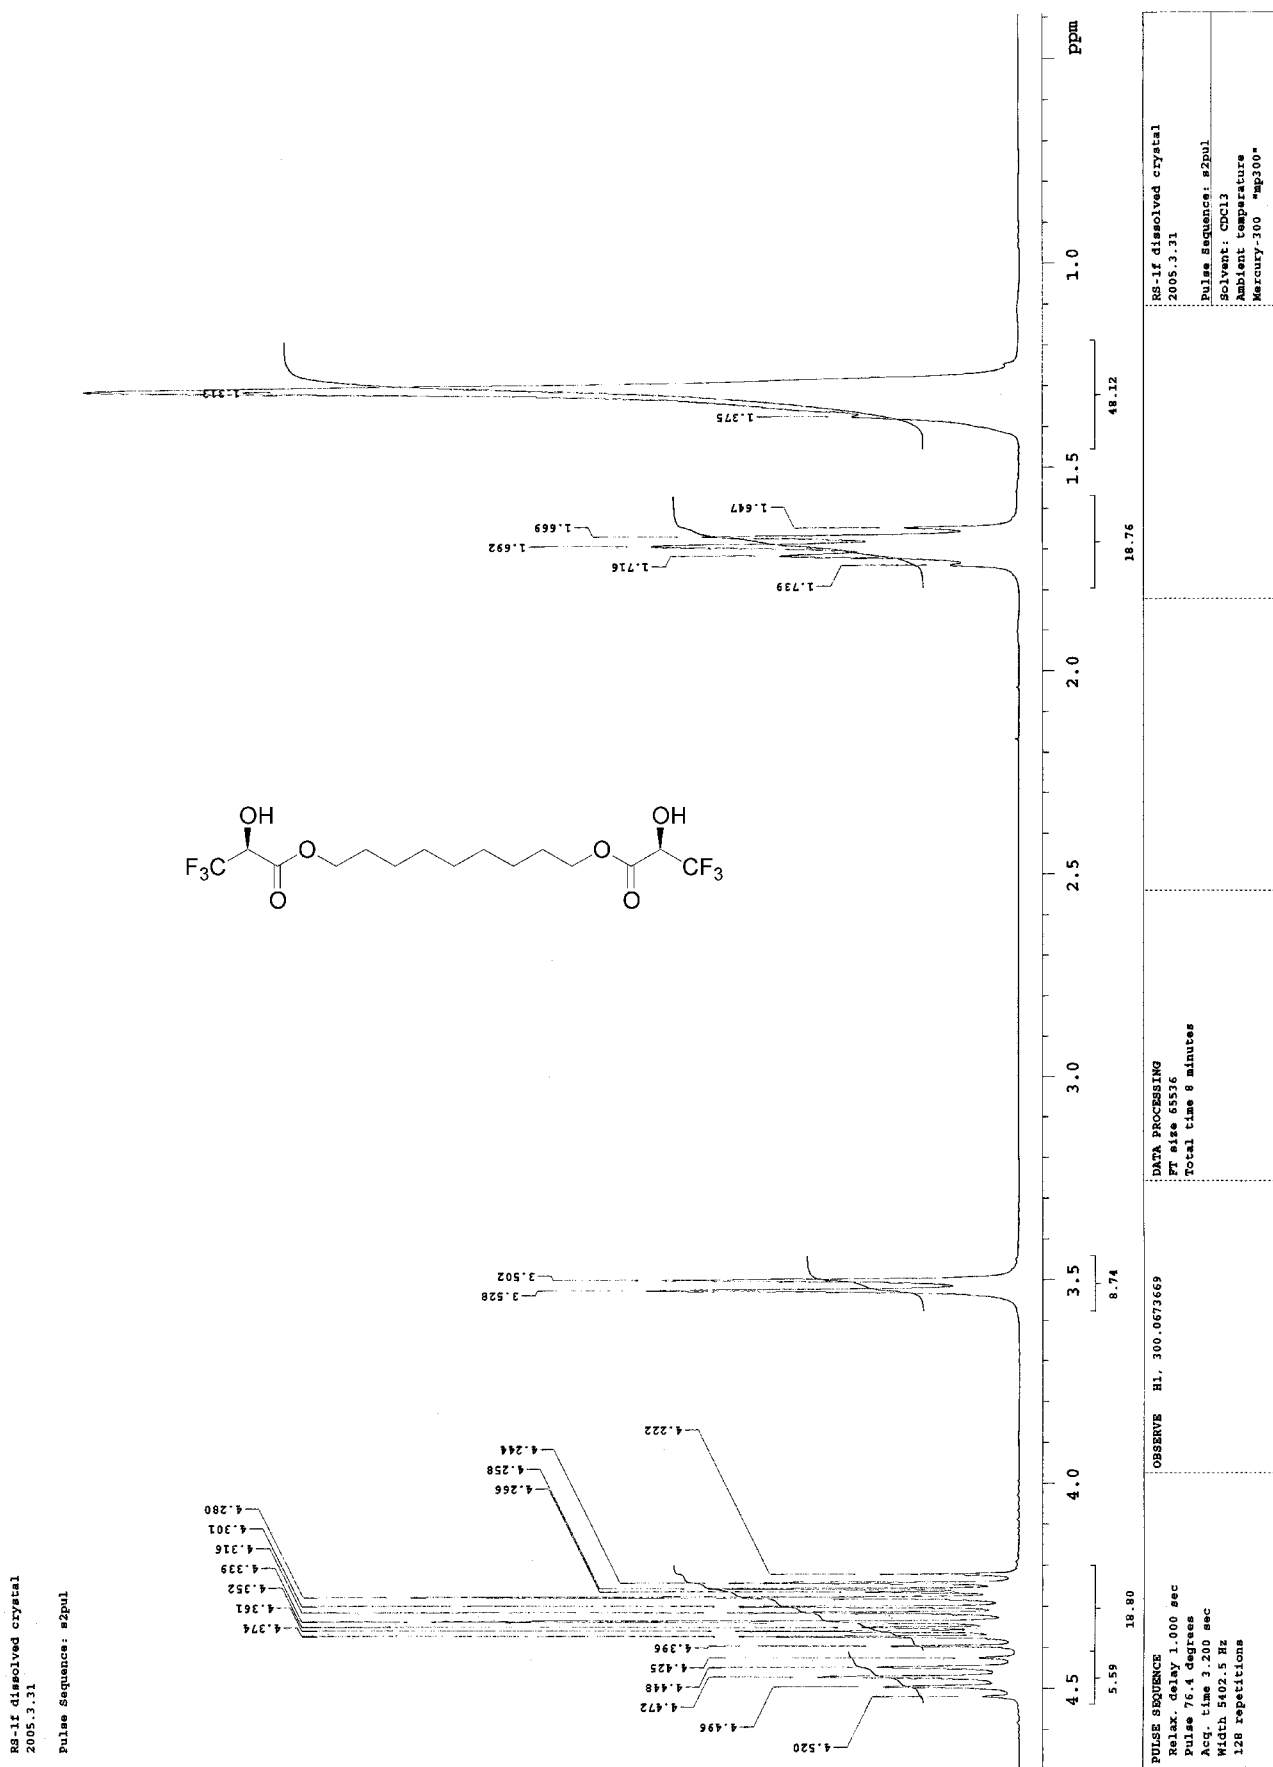 RS-1f dissolved crystal
2005.3.31
Pulse Sequence: s2pul
1.313
1.375
1.647
1.669
1.692
1.716
1.739
3.502
3.528
4.222
4.244
4.258
4.266
4.280
4.301
4.316
4.339
4.352
4.361
4.374
4.396
4.425
4.448
4.472
4.496
4.520
OH
F3C
O
O
O
O
OH
CF3
4.5 4.0 3.5 3.0 2.5 2.0 1.5 1.0 ppm
5.59 18.80 8.74 18.76 48.12
PULSE SEQUENCE
Relax. delay 1.000 sec
Pulse 76.4 degrees
Acq. time 3.200 sec
Width 5402.5 Hz
128 repetitions
OBSERVE H1, 300.0673669
DATA PROCESSING
FT size 65536
Total time 8 minutes
RS-1f dissolved crystal
2005.3.31
Pulse Sequence: s2pul
Solvent: CDCl3
Ambient temperature
Mercury-300 "mp300"